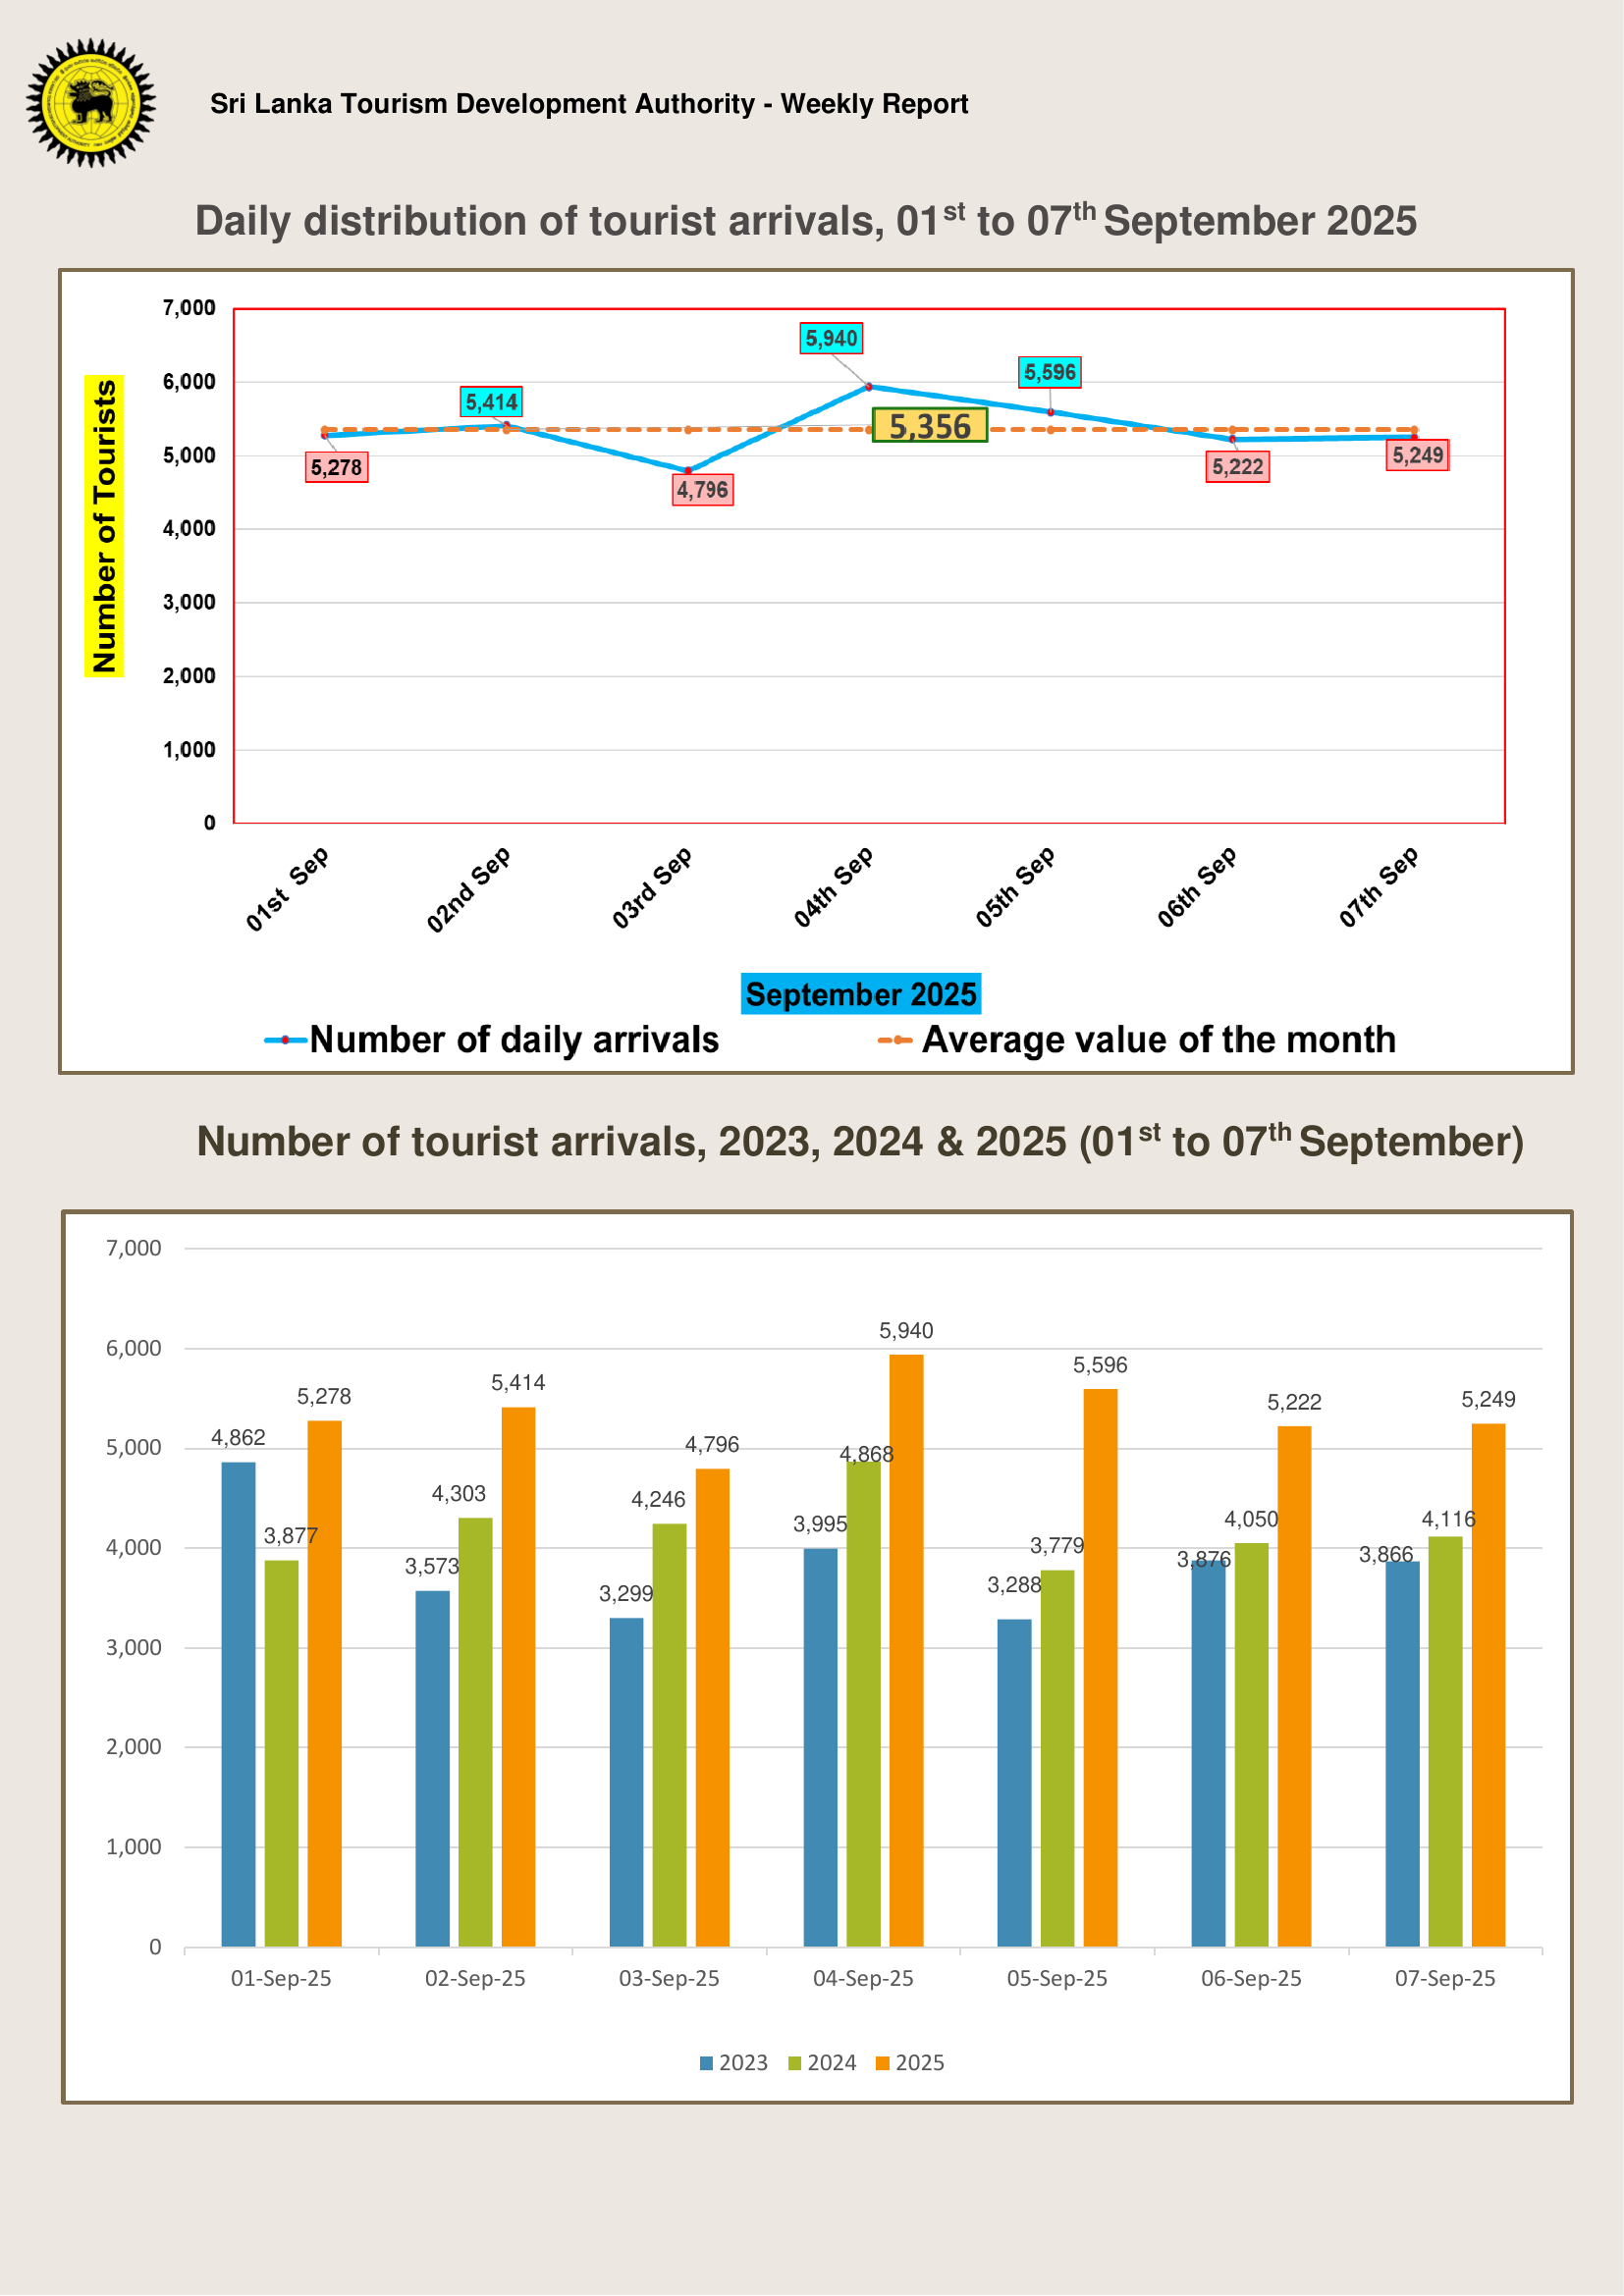 Sri Lanka Tourism Development Authority - Weekly Report
Daily distribution of tourist arrivals, 01st to 07th September 2025
Number of Tourists
7,000
6,000
5,000
4,000
3,000
2,000
1,000
0
5,278
5,414
4,796
5,940
5,356
5,596
5,222
5,249
01st Sep
02nd Sep
03rd Sep
04th Sep
05th Sep
06th Sep
07th Sep
September 2025
Number of daily arrivals
Average value of the month
Number of tourist arrivals, 2023, 2024 & 2025 (01st to 07th September)
7,000
6,000
5,000
4,000
3,000
2,000
1,000
0
4,862
3,877
5,278
3,573
4,303
5,414
3,299
4,246
4,796
3,995
4,868
5,940
3,288
3,779
5,596
3,876
4,050
5,222
3,866
4,116
5,249
01-Sep-25
02-Sep-25
03-Sep-25
04-Sep-25
05-Sep-25
06-Sep-25
07-Sep-25
2023
2024
2025